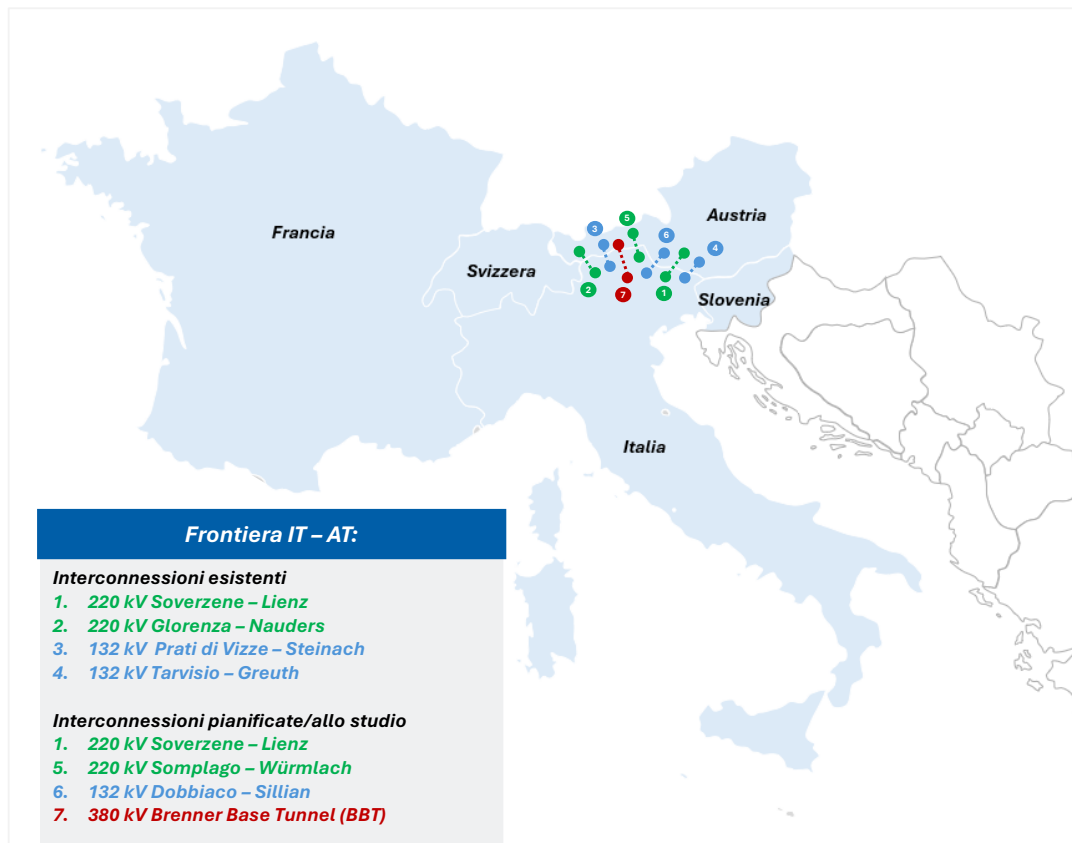 Francia
Svizzera
Austria
Slovenia
Italia
3
5
6
4
2
7
1
Frontiera IT – AT:
Interconnessioni esistenti
1. 220 kV Soverzene – Lienz
2. 220 kV Glorenza – Nauders
3. 132 kV Prati di Vizze – Steinach
4. 132 kV Tarvisio – Greuth
Interconnessioni pianificate/allo studio
1. 220 kV Soverzene – Lienz
5. 220 kV Somplago – Würmlach
6. 132 kV Dobbiaco – Sillian
7. 380 kV Brenner Base Tunnel (BBT)